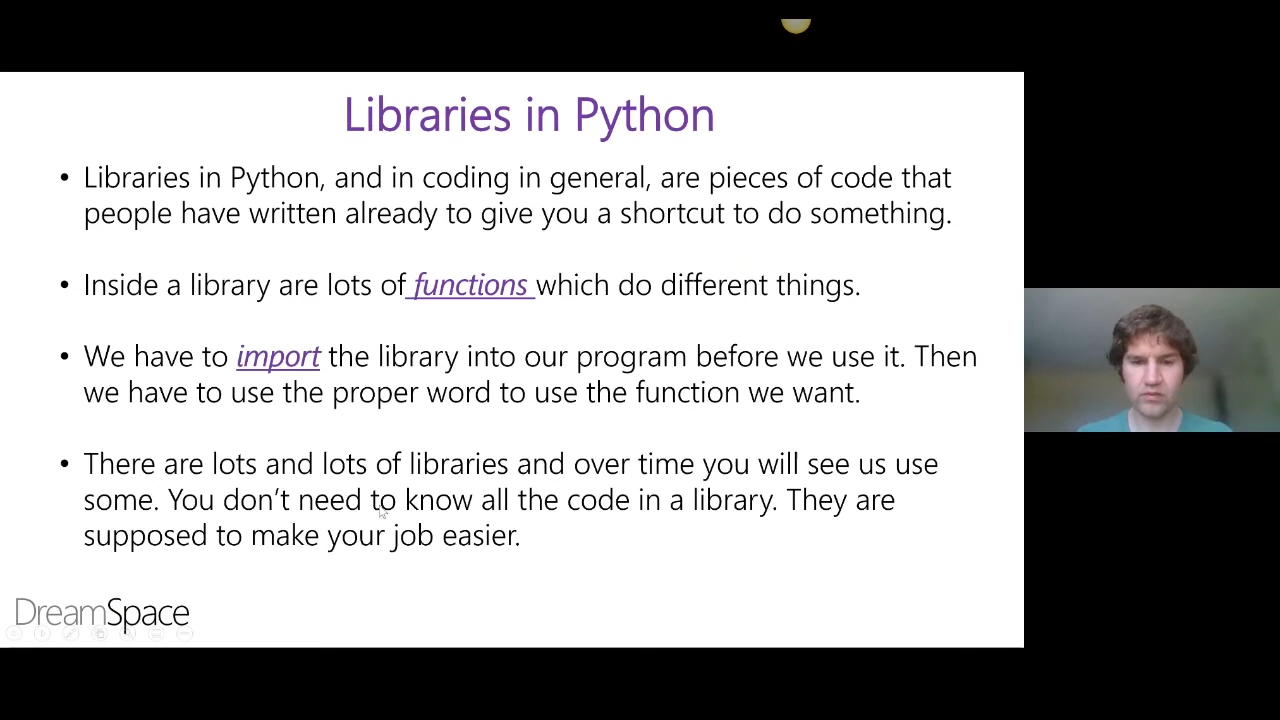 Libraries in Python
• Libraries in Python, and in coding in general, are pieces of code that
people have written already to give you a shortcut to do something.
• Inside a library are lots of functions which do different things.
• We have to import the library into our program before we use it. Then
we have to use the proper word to use the function we want.
• There are lots and lots of libraries and over time you will see us use
some. You don’t need to know all the code in a library. They are
supposed to make your job easier.
DreamSpace